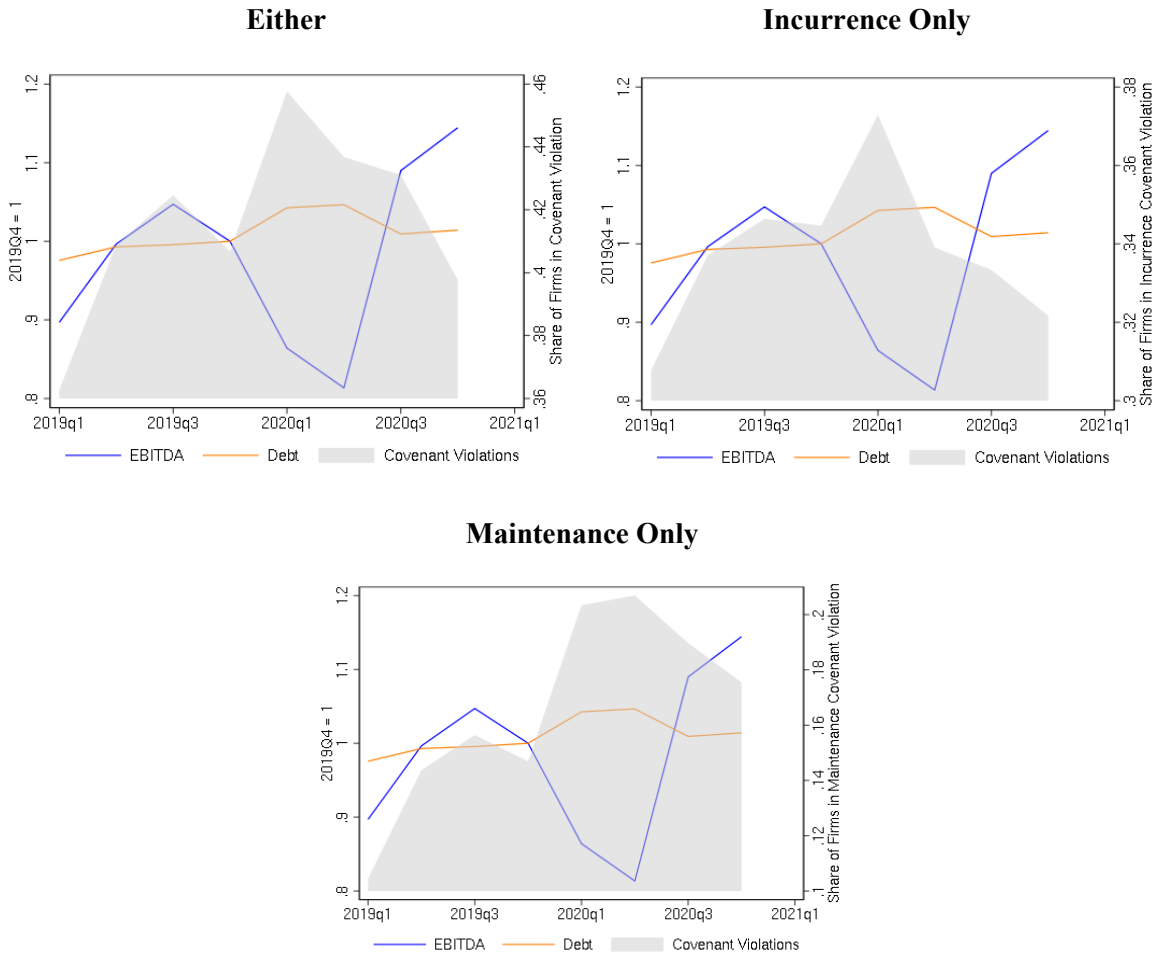 Either
1.2
1.1
1
.9
.8
2019Q4 = 1
.46
.44
.42
.4
.38
.36
Share of Firms in Covenant Violation
2019q1 2019q3 2020q1 2020q3 2021q1
EBITDA Debt Covenant Violations
Incurrence Only
1.2
1.1
1
.9
.8
2019Q4 = 1
.38
.36
.34
.32
.3
Share of Firms in Incurrence Covenant Violation
2019q1 2019q3 2020q1 2020q3 2021q1
EBITDA Debt Covenant Violations
Maintenance Only
1.2
1.1
1
.9
.8
2019Q4 = 1
.2
.18
.16
.14
.12
.1
Share of Firms in Maintenance Covenant Violation
2019q1 2019q3 2020q1 2020q3 2021q1
EBITDA Debt Covenant Violations